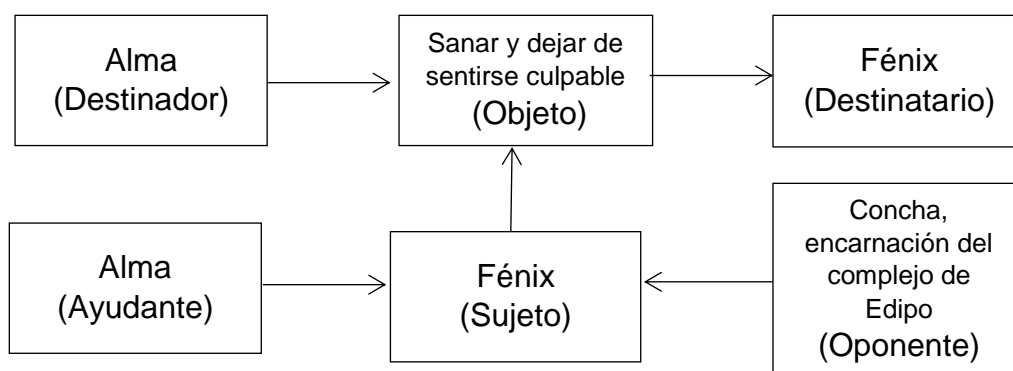 Alma
(Destinador)
Sanar y dejar de
sentirse culpable
(Objeto)
Fénix
(Destinatario)
Alma
(Ayudante)
Fénix
(Sujeto)
Concha,
encarnación del
complejo de
Edipo
(Oponente)